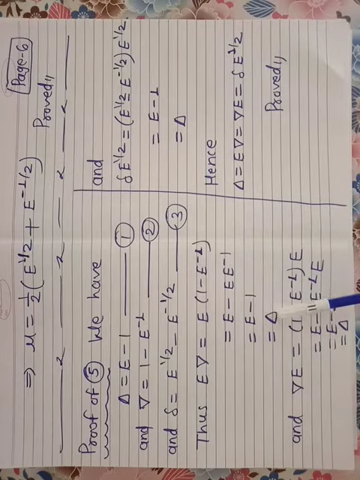 Page-6
⇒ μ = 1/2 (E^1/2 + E^-1/2) Proved,,
Proof of ⑤ We have
Δ = E - 1 — ①
and ∇ = 1 - E^-1 — ②
and δ = E^1/2 - E^-1/2 — ③
Thus E∇ = E (1 - E^-1)
= E - EE^-1
= E - 1
= Δ
and ∇E = (1 - E^-1) E
= E - E^-1 E
= E -
= Δ
and
δE^1/2 = (E^1/2 - E^-1/2) E^1/2
= E - 1
= Δ
Hence
Δ = E∇ = ∇E = δE^1/2
Proved,,